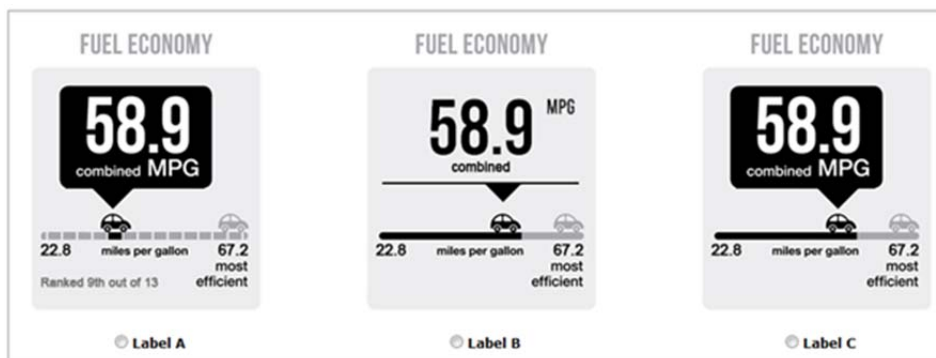 FUEL ECONOMY
58.9
combined MPG
22.8 miles per gallon 67.2
most
Ranked 9th out of 13 efficient
Label A
FUEL ECONOMY
58.9 MPG
combined
22.8 miles per gallon 67.2
most
efficient
Label B
FUEL ECONOMY
58.9
combined MPG
22.8 miles per gallon 67.2
most
efficient
Label C